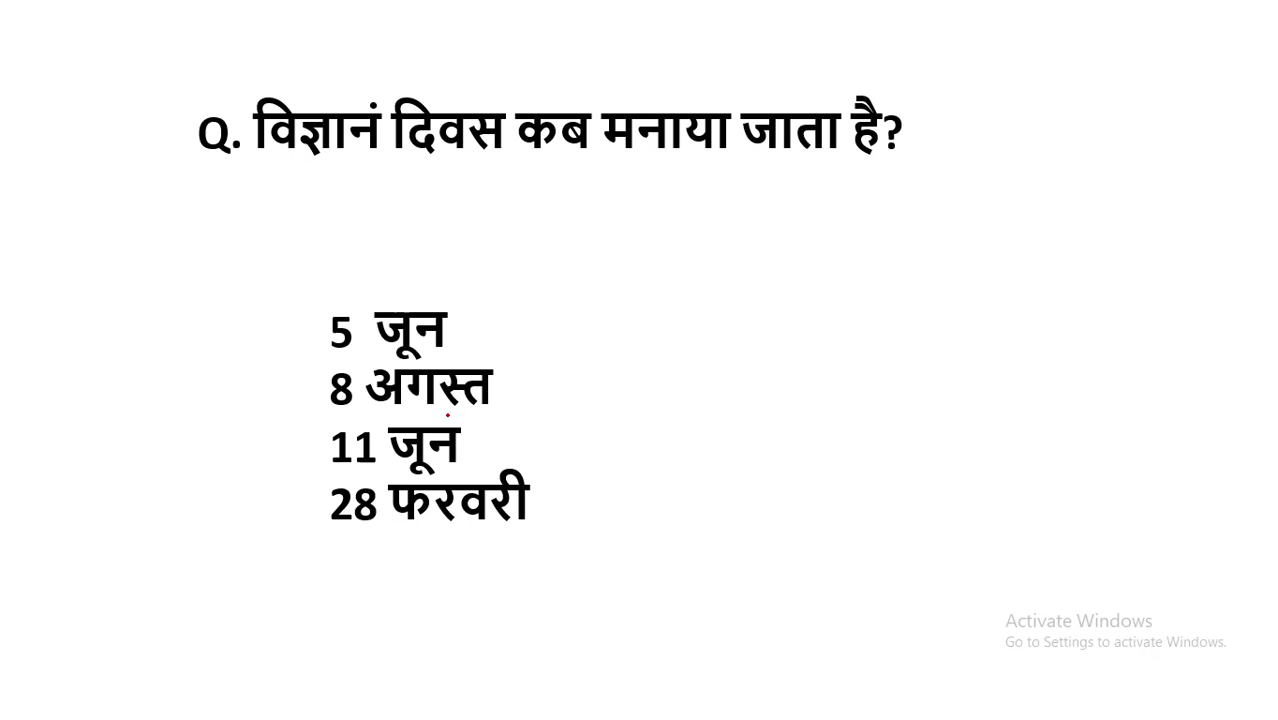 Q. विज्ञानं दिवस कब मनाया जाता है?
5 जून
8 अगस्त
11 जून
28 फरवरी
Activate Windows
Go to Settings to activate Windows.